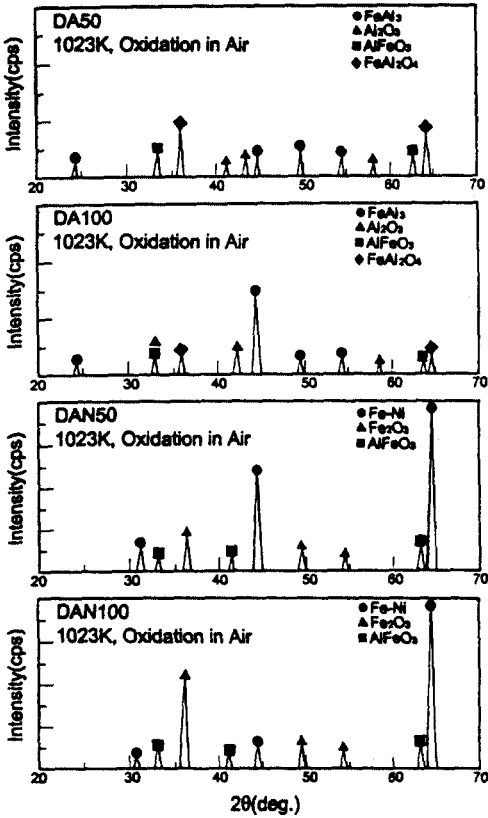 DA50
1023K, Oxidation in Air
● FeAl₃
▲ Al₂O₃
■ AlFeO₃
◆ FeAl₂O₄
Intensity(cps)
20 30 40 50 60 70
DA100
1023K, Oxidation in Air
● FeAl₃
▲ Al₂O₃
■ AlFeO₃
◆ FeAl₂O₄
Intensity(cps)
20 30 40 50 60 70
DAN50
1023K, Oxidation in Air
● Fe-Ni
▲ Fe₂O₃
■ AlFeO₃
Intensity(cps)
20 30 40 50 60 70
DAN100
1023K, Oxidation in Air
● Fe-Ni
▲ Fe₂O₃
■ AlFeO₃
Intensity(cps)
20 30 40 50 60 70
2θ(deg.)